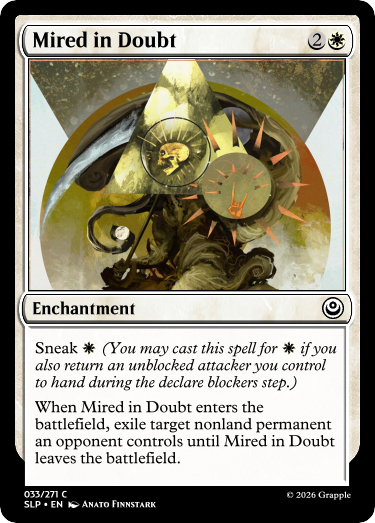 Mired in Doubt 2
Enchantment
Sneak (You may cast this spell for if you
also return an unblocked attacker you control
to hand during the declare blockers step.)
When Mired in Doubt enters the
battlefield, exile target nonland permanent
an opponent controls until Mired in Doubt
leaves the battlefield.
033/271 C
SLP • EN Anato Finnstark
© 2026 Grapple